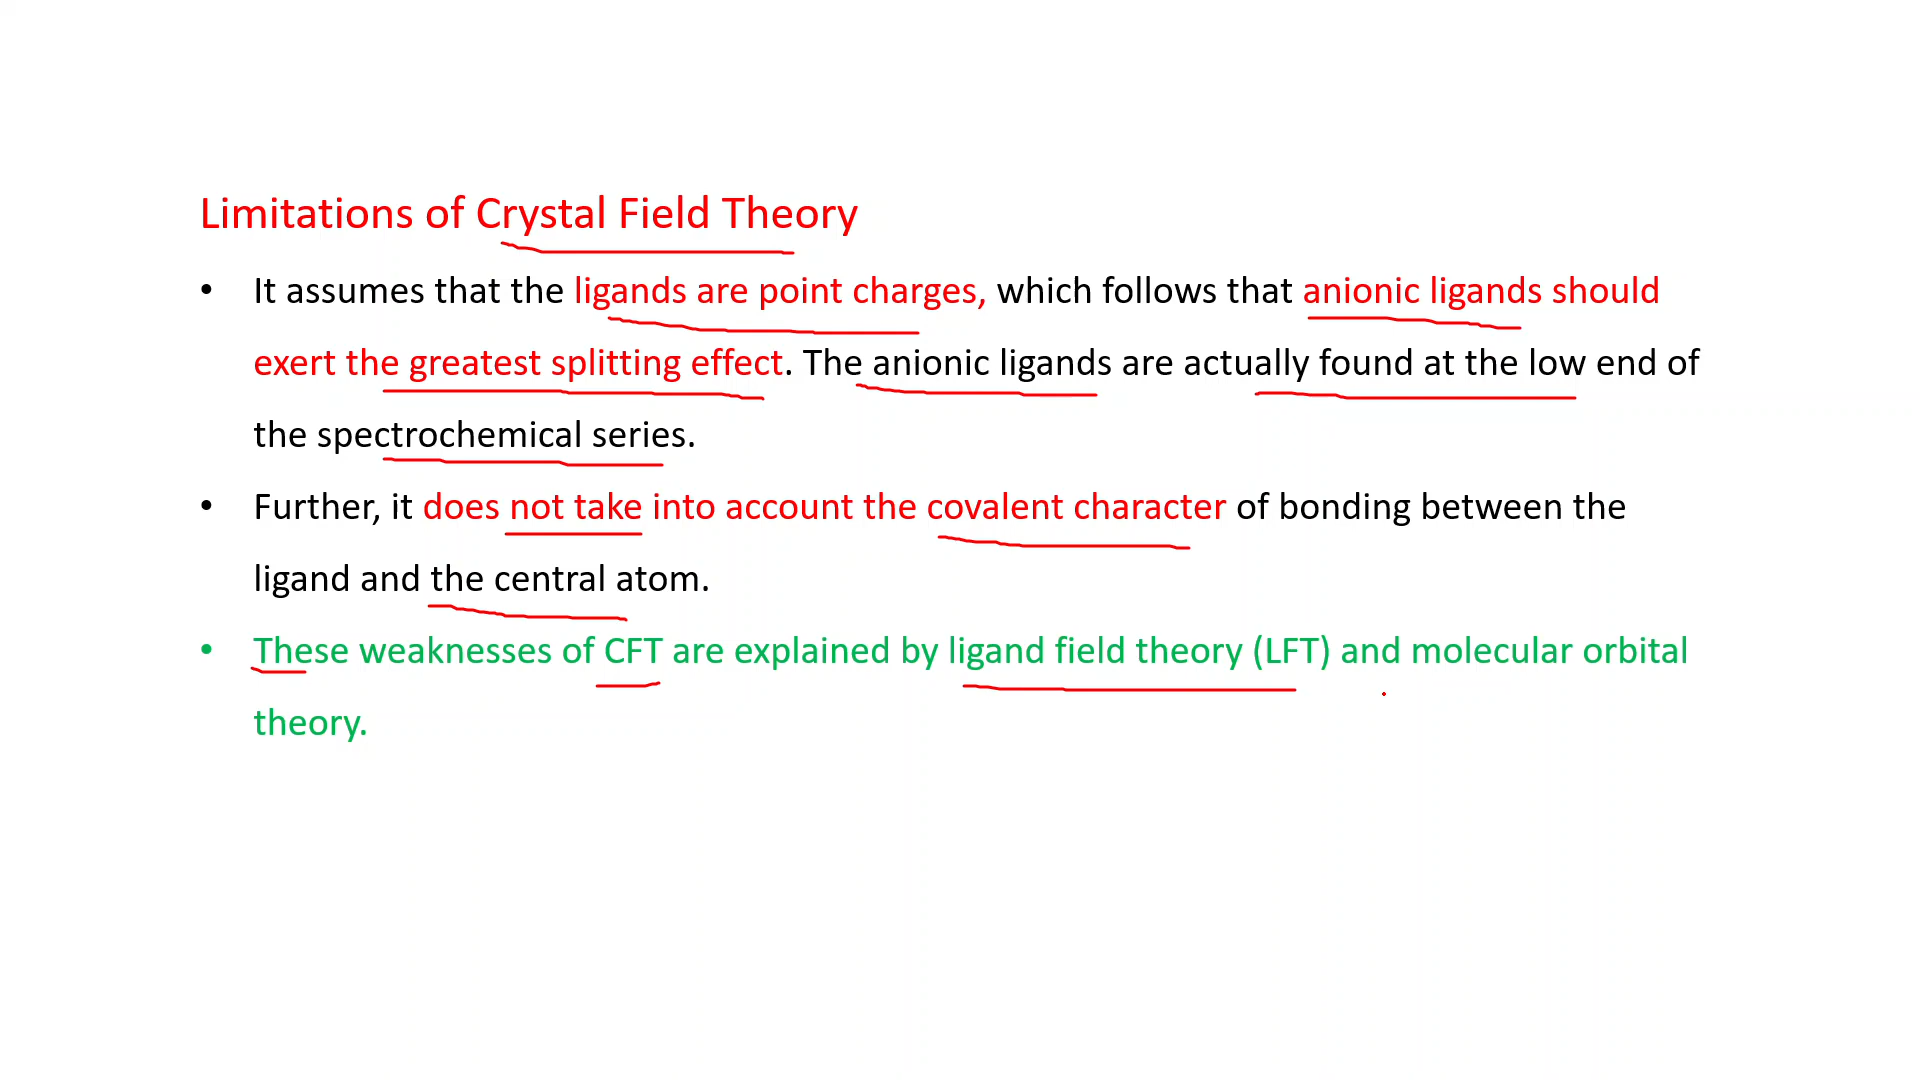 Limitations of Crystal Field Theory
• It assumes that the ligands are point charges, which follows that anionic ligands should
exert the greatest splitting effect. The anionic ligands are actually found at the low end of
the spectrochemical series.
• Further, it does not take into account the covalent character of bonding between the
ligand and the central atom.
• These weaknesses of CFT are explained by ligand field theory (LFT) and molecular orbital
theory.